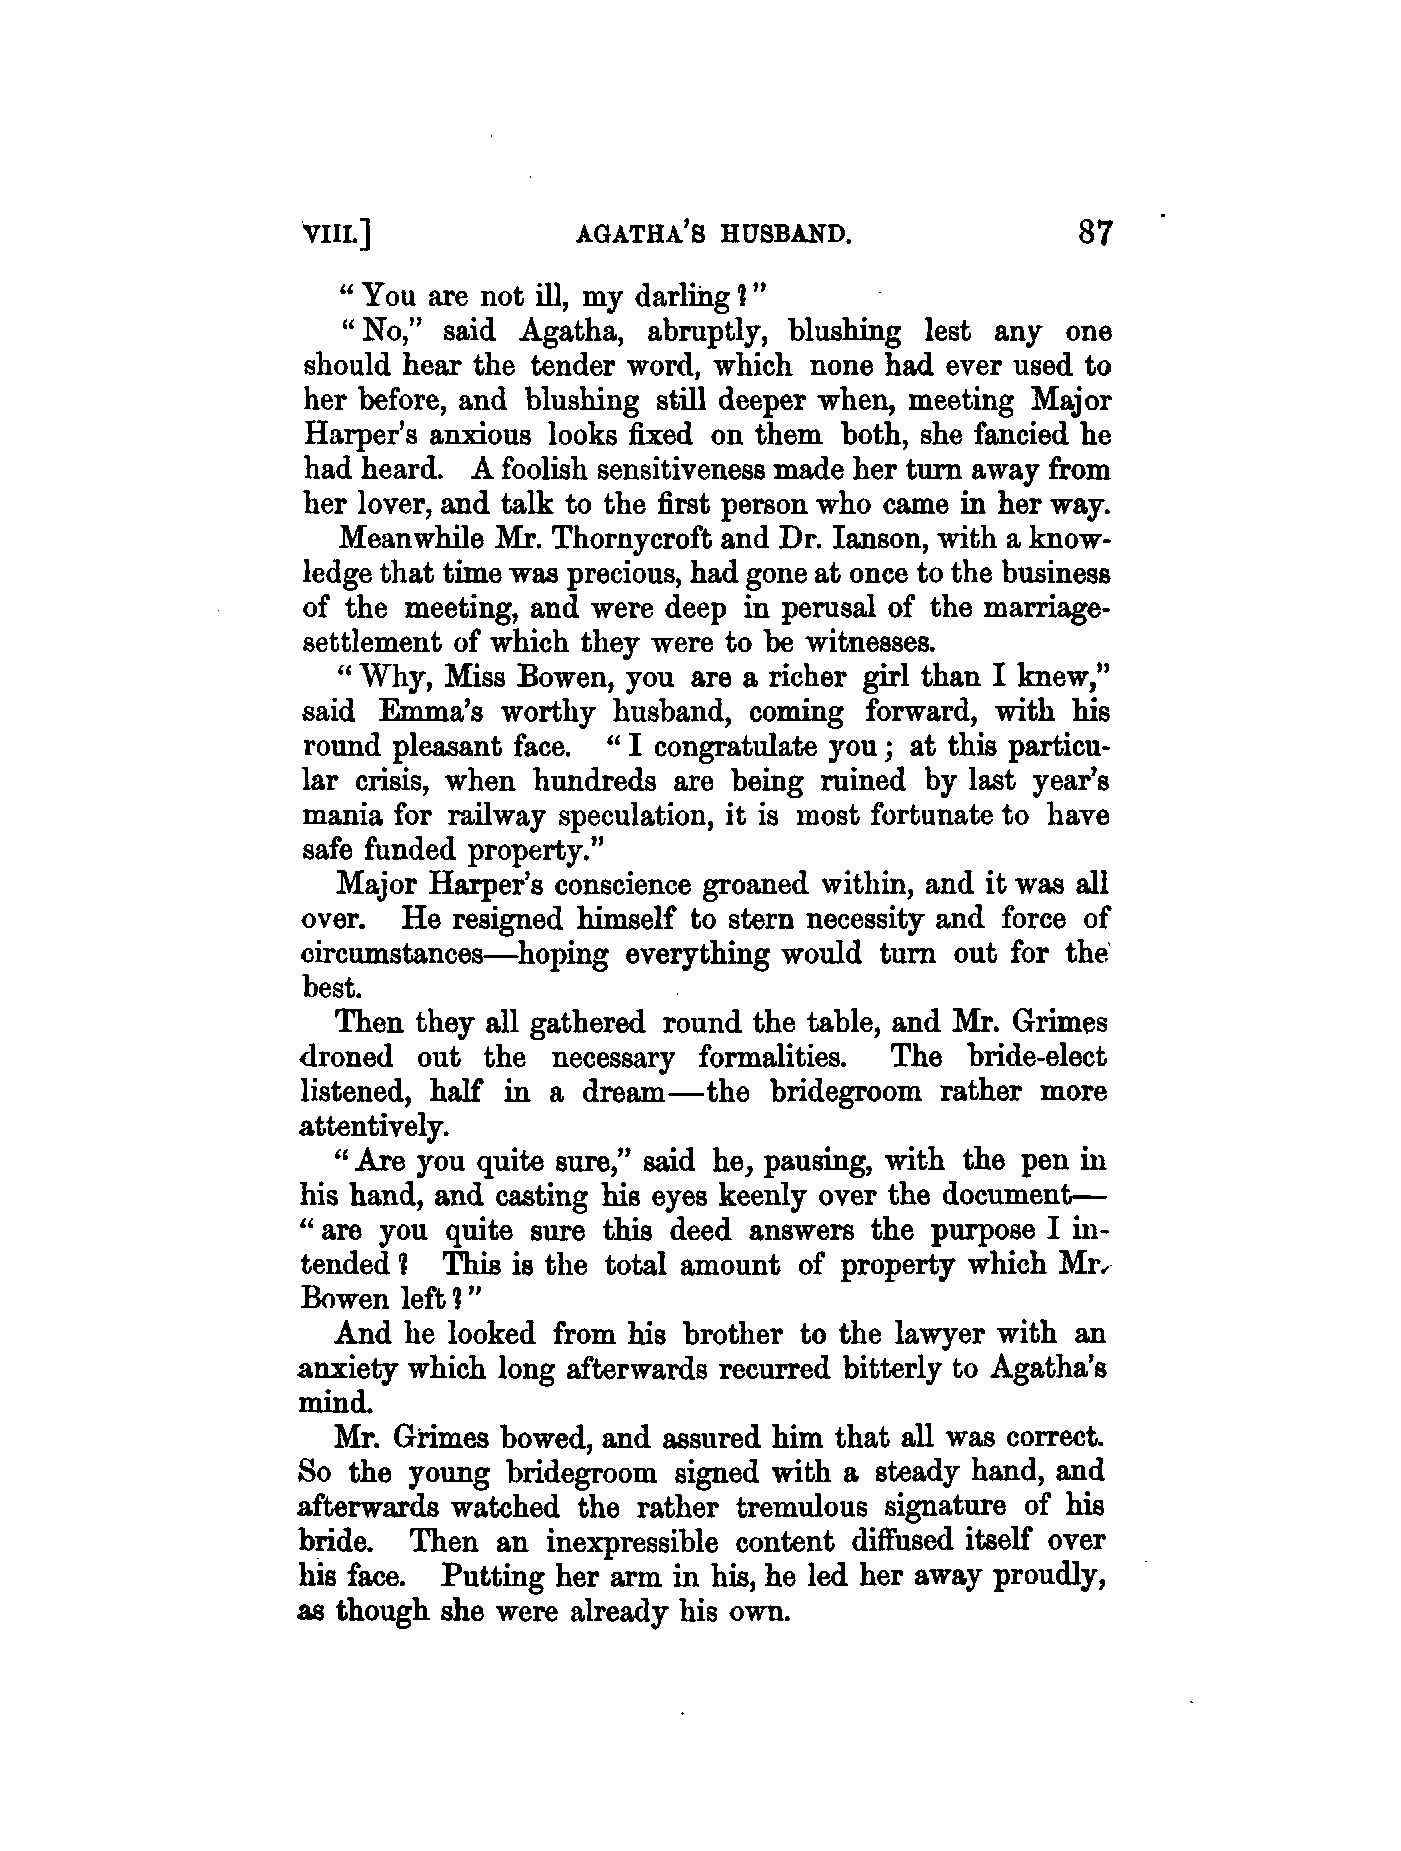 VIII.] AGATHA'S HUSBAND. 87
"You are not ill, my darling?"
"No," said Agatha, abruptly, blushing lest any one
should hear the tender word, which none had ever used to
her before, and blushing still deeper when, meeting Major
Harper's anxious looks fixed on them both, she fancied he
had heard. A foolish sensitiveness made her turn away from
her lover, and talk to the first person who came in her way.
Meanwhile Mr. Thornycroft and Dr. Ianson, with a know-
ledge that time was precious, had gone at once to the business
of the meeting, and were deep in perusal of the marriage-
settlement of which they were to be witnesses.
"Why, Miss Bowen, you are a richer girl than I knew,"
said Emma's worthy husband, coming forward, with his
round pleasant face. "I congratulate you; at this particu-
lar crisis, when hundreds are being ruined by last year's
mania for railway speculation, it is most fortunate to have
safe funded property."
Major Harper's conscience groaned within, and it was all
over. He resigned himself to stern necessity and force of
circumstances—hoping everything would turn out for the
best.
Then they all gathered round the table, and Mr. Grimes
droned out the necessary formalities. The bride-elect
listened, half in a dream—the bridegroom rather more
attentively.
"Are you quite sure," said he, pausing, with the pen in
his hand, and casting his eyes keenly over the document—
"are you quite sure this deed answers the purpose I in-
tended? This is the total amount of property which Mr.
Bowen left?"
And he looked from his brother to the lawyer with an
anxiety which long afterwards recurred bitterly to Agatha's
mind.
Mr. Grimes bowed, and assured him that all was correct.
So the young bridegroom signed with a steady hand, and
afterwards watched the rather tremulous signature of his
bride. Then an inexpressible content diffused itself over
his face. Putting her arm in his, he led her away proudly,
as though she were already his own.